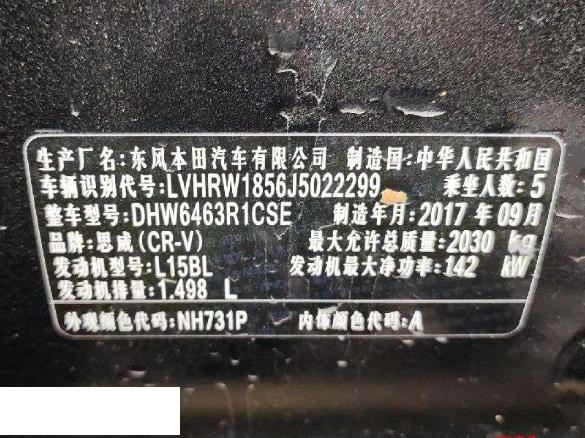 生产厂名:东风本田汽车有限公司 制造国:中华人民共和国
车辆识别代号:LVHRW1856J5022299 乘坐人数:5
整车型号:DHW6463R1CSE 制造年月:2017年09月
品牌:思威(CR-V) 最大允许总质量:2030 kg
发动机型号:L15BL 发动机最大净功率:142 kW
发动机排量:1.498 L
外观颜色代码:NH731P 内饰颜色代码:A